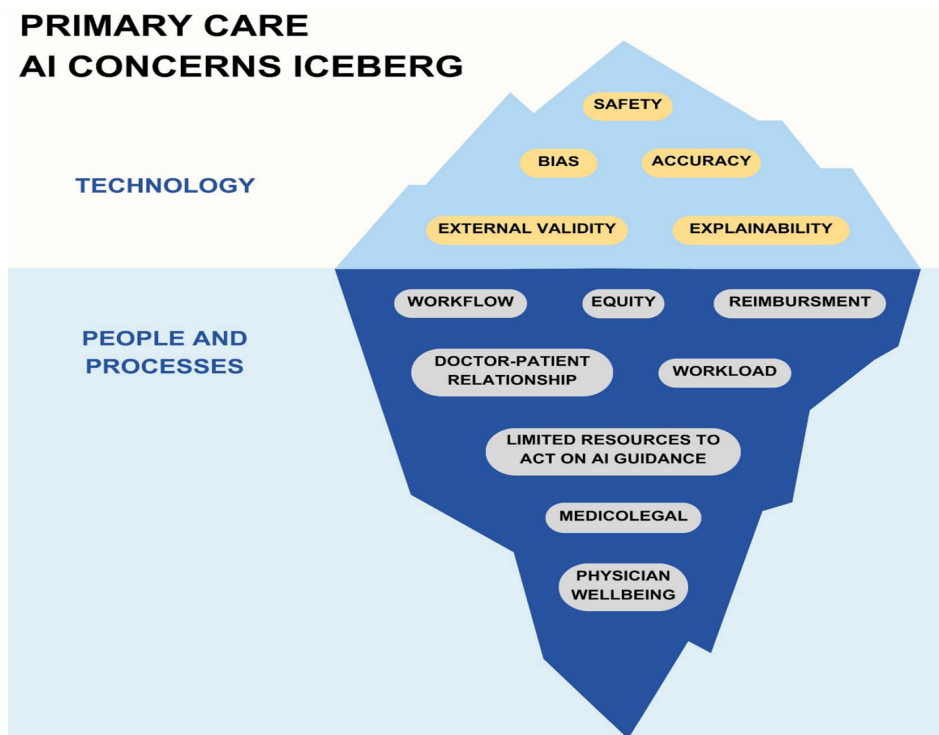 PRIMARY CARE
AI CONCERNS ICEBERG
SAFETY
BIAS
ACCURACY
TECHNOLOGY
EXTERNAL VALIDITY
EXPLAINABILITY
WORKFLOW
EQUITY
REIMBURSMENT
PEOPLE AND
PROCESSES
DOCTOR-PATIENT
RELATIONSHIP
WORKLOAD
LIMITED RESOURCES TO
ACT ON AI GUIDANCE
MEDICOLEGAL
PHYSICIAN
WELLBEING